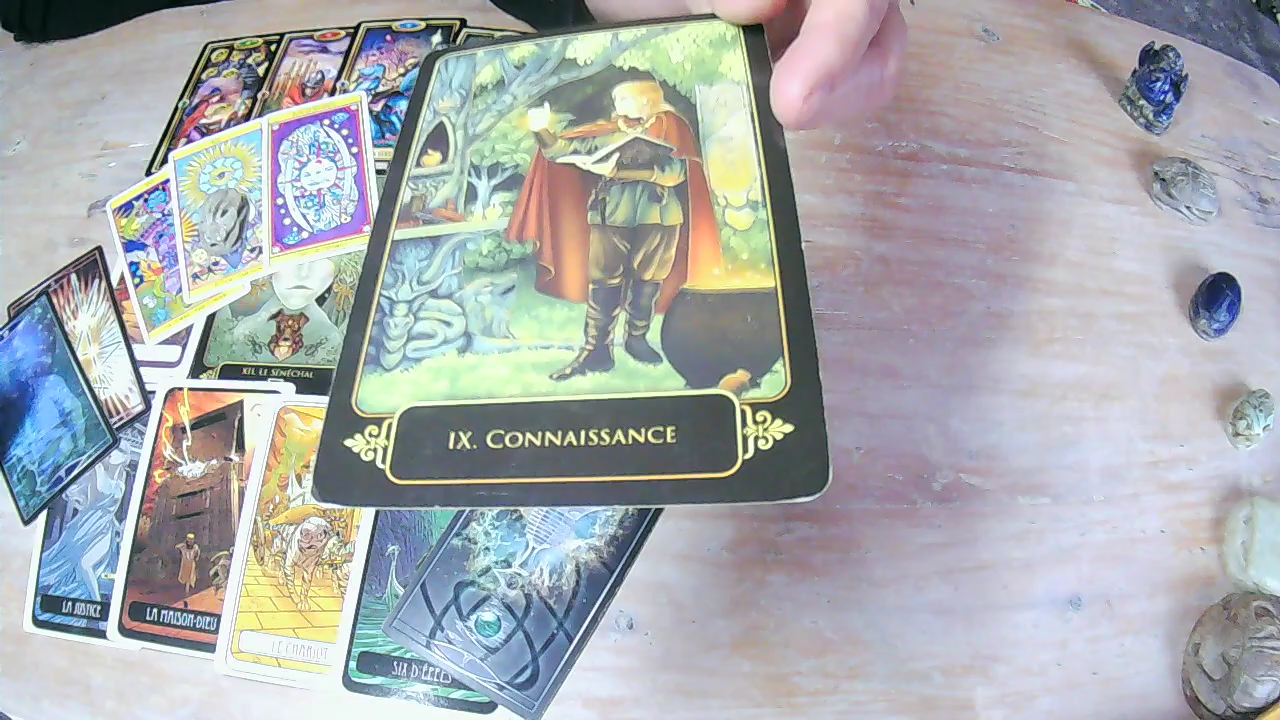 IX. CONNAISSANCE
XII. LE SÉNÉCHAL
LA JUSTICE
LA MAISON-DIEU
LE CHARIOT
SIX D'ÉPÉES